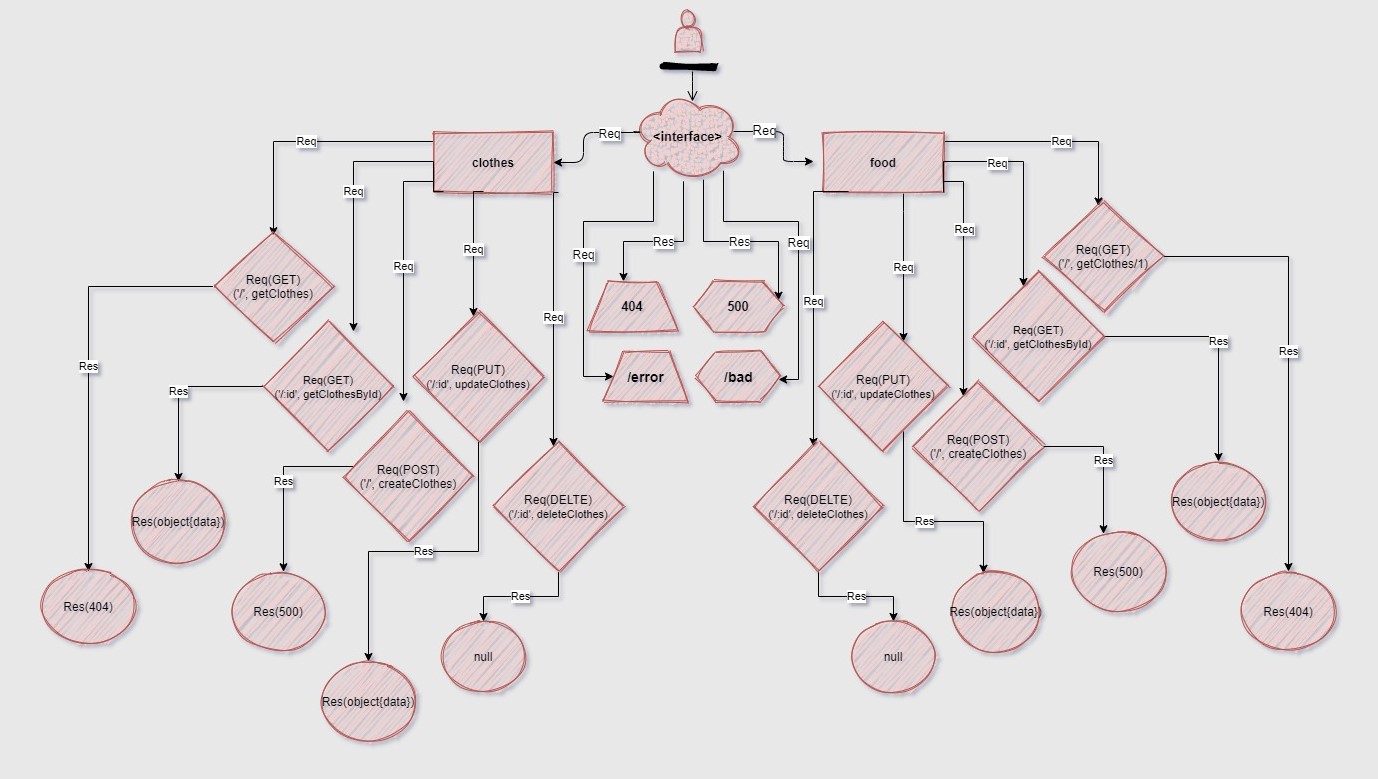 <interface>
Req
Req
clothes
food
Req
Req
Req
Req
Req
Req
Req
Req
Req
Req
Req
Res
Res
Req
Req
Req
404
500
/error
/bad
Req(GET)
('/', getClothes)
Req(GET)
('/:id', getClothesById)
Req(POST)
('/', createClothes)
Req(PUT)
('/:id', updateClothes)
Req(DELTE)
('/:id', deleteClothes)
Res
Res
Res
Res
Res
Res(404)
Res(object{data})
Res(500)
Res(object{data})
null
Req(GET)
('/', getClothes/1)
Req(GET)
('/:id', getClothesById)
Req(PUT)
('/:id', updateClothes)
Req(POST)
('/', createClothes)
Req(DELTE)
('/:id', deleteClothes)
Res
Res
Res
Res
Res
null
Res(object{data})
Res(500)
Res(object{data})
Res(404)